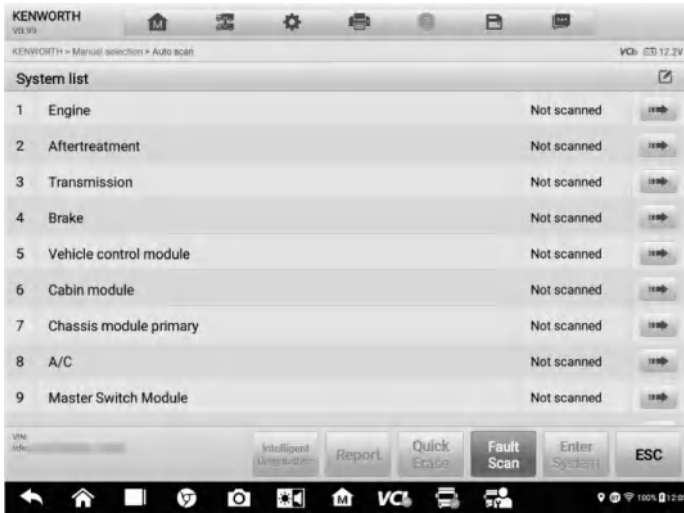 KENWORTH
V0.99
KENWORTH > Manual selection > Auto scan
VCI 12.2V
System list
1 Engine Not scanned
2 Aftertreatment Not scanned
3 Transmission Not scanned
4 Brake Not scanned
5 Vehicle control module Not scanned
6 Cabin module Not scanned
7 Chassis module primary Not scanned
8 A/C Not scanned
9 Master Switch Module Not scanned
VIN:
Info:
Intelligent
Report Quick Erase Fault Scan Enter System ESC
M VCI 100%